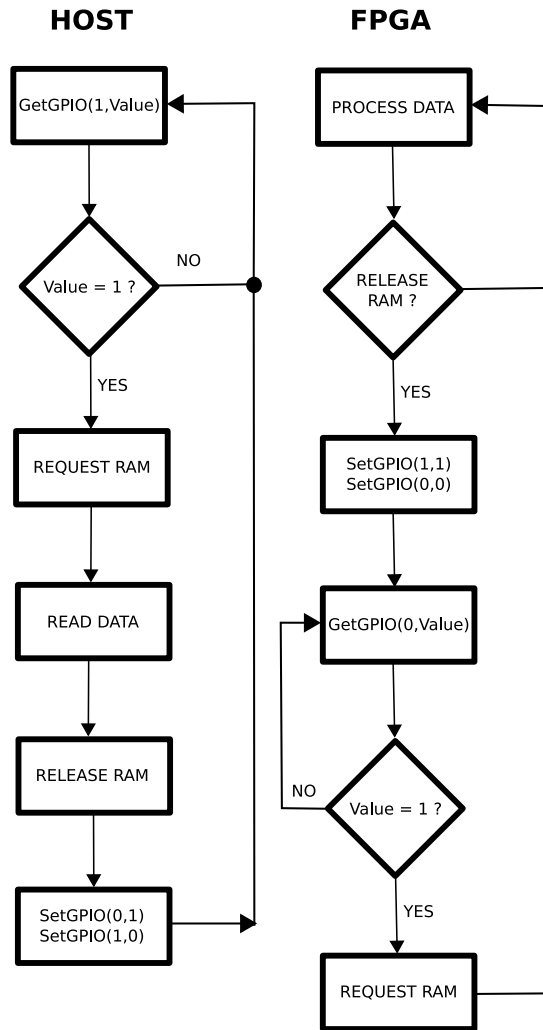 HOST
GetGPIO(1,Value)
Value = 1 ?
NO
YES
REQUEST RAM
READ DATA
RELEASE RAM
SetGPIO(0,1)
SetGPIO(1,0)
FPGA
PROCESS DATA
RELEASE
RAM ?
YES
SetGPIO(1,1)
SetGPIO(0,0)
GetGPIO(0,Value)
Value = 1 ?
NO
YES
REQUEST RAM